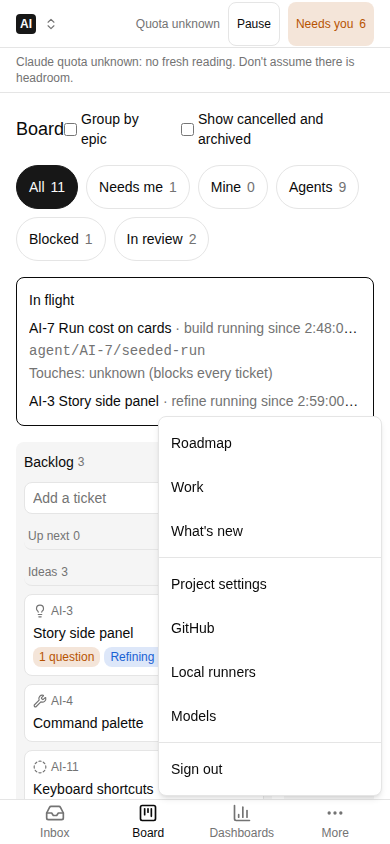 AI
Quota unknown
Pause
Needs you 6
Claude quota unknown: no fresh reading. Don't assume there is
headroom.
Board
Group by
epic
Show cancelled and
archived
All 11
Needs me 1
Mine 0
Agents 9
Blocked 1
In review 2
In flight
AI-7 Run cost on cards · build running since 2:48:0...
agent/AI-7/seeded-run
Touches: unknown (blocks every ticket)
AI-3 Story side panel · refine running since 2:59:00...
Backlog 3
Add a ticket
Up next 0
Ideas 3
AI-3
Story side panel
1 question
Refining
AI-4
Command palette
AI-11
Keyboard shortcuts
Roadmap
Work
What's new
Project settings
GitHub
Local runners
Models
Sign out
Inbox
Board
Dashboards
More